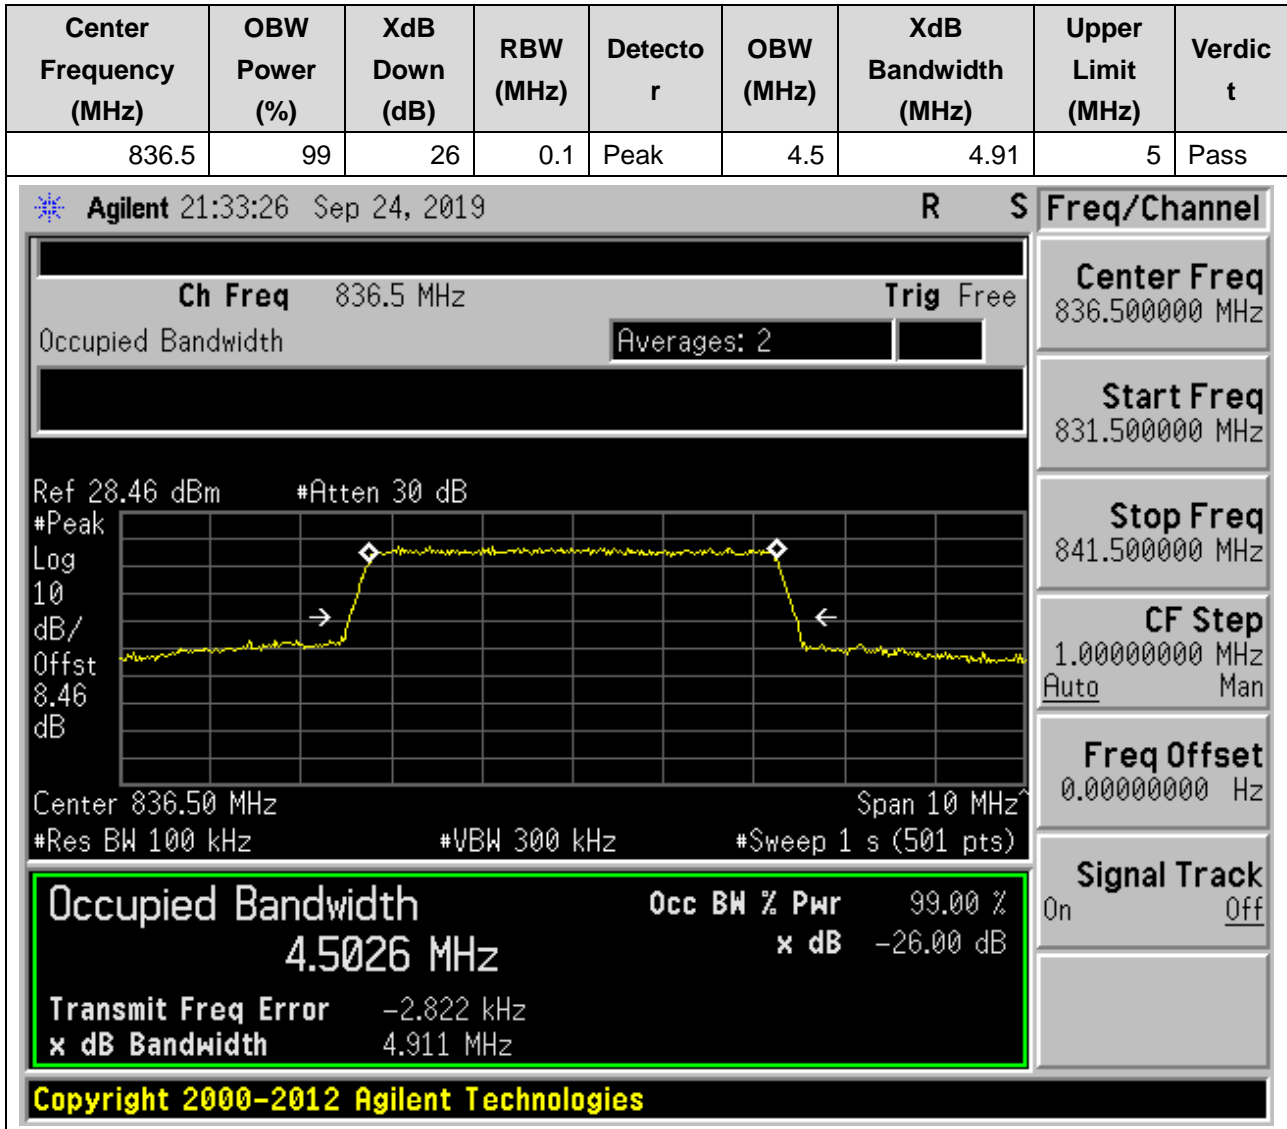 Center Frequency (MHz) OBW Power (%) XdB Down (dB) RBW (MHz) Detecto r OBW (MHz) XdB Bandwidth (MHz) Upper Limit (MHz) Verdic t
836.5 99 26 0.1 Peak 4.5 4.91 5 Pass
Agilent 21:33:26 Sep 24, 2019 R S
Ch Freq 836.5 MHz Trig Free
Occupied Bandwidth Averages: 2
Ref 28.46 dBm #Atten 30 dB
#Peak
Log
10
dB/
Offst
8.46
dB
Center 836.50 MHz Span 10 MHz^
#Res BW 100 kHz #VBW 300 kHz #Sweep 1 s (501 pts)
Occupied Bandwidth Occ BW % Pwr 99.00 %
4.5026 MHz x dB -26.00 dB
Transmit Freq Error -2.822 kHz
x dB Bandwidth 4.911 MHz
Copyright 2000-2012 Agilent Technologies
Freq/Channel
Center Freq
836.500000 MHz
Start Freq
831.500000 MHz
Stop Freq
841.500000 MHz
CF Step
1.00000000 MHz
Auto Man
Freq Offset
0.00000000 Hz
Signal Track
On Off